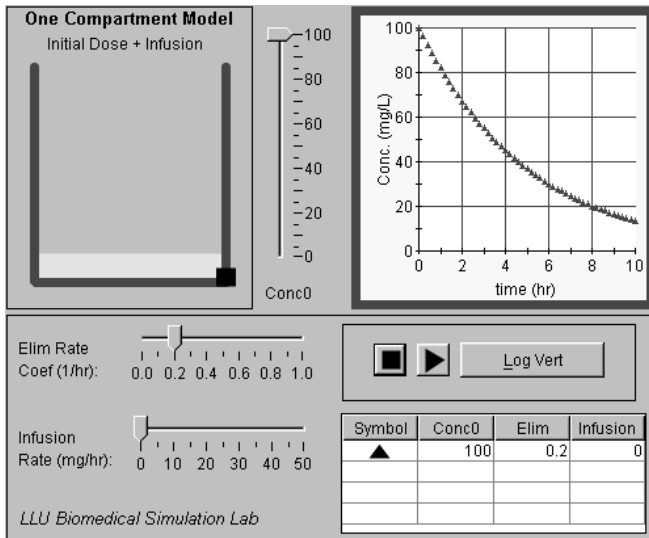 One Compartment Model
Initial Dose + Infusion
100
80
60
40
20
0
Conc0
100
80
60
40
20
0
Conc. (mg/L)
0 2 4 6 8 10
time (hr)
Elim Rate
Coef (1/hr):
0.0 0.2 0.4 0.6 0.8 1.0
Infusion
Rate (mg/hr):
0 10 20 30 40 50
LLU Biomedical Simulation Lab
Log Vert
Symbol Conc0 Elim Infusion
100 0.2 0